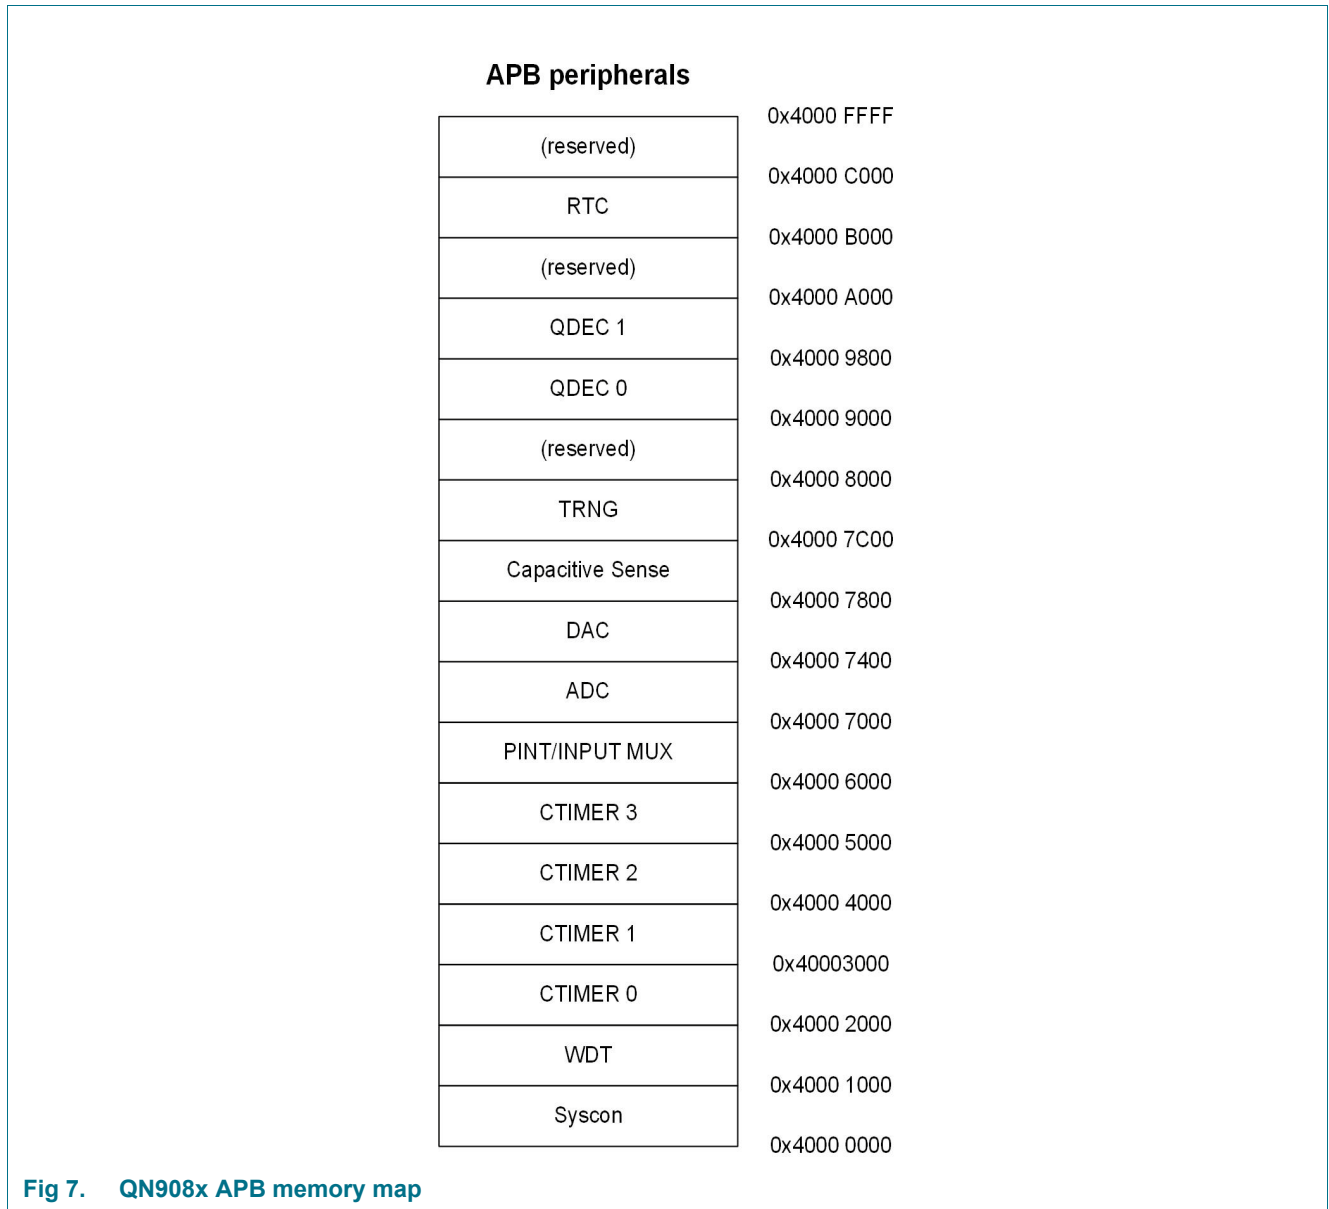 APB peripherals
0x4000 FFFF
(reserved)
0x4000 C000
RTC
0x4000 B000
(reserved)
0x4000 A000
QDEC 1
0x4000 9800
QDEC 0
0x4000 9000
(reserved)
0x4000 8000
TRNG
0x4000 7C00
Capacitive Sense
0x4000 7800
DAC
0x4000 7400
ADC
0x4000 7000
PINT/INPUT MUX
0x4000 6000
CTIMER 3
0x4000 5000
CTIMER 2
0x4000 4000
CTIMER 1
0x40003000
CTIMER 0
0x4000 2000
WDT
0x4000 1000
Syscon
0x4000 0000
Fig 7. QN908x APB memory map